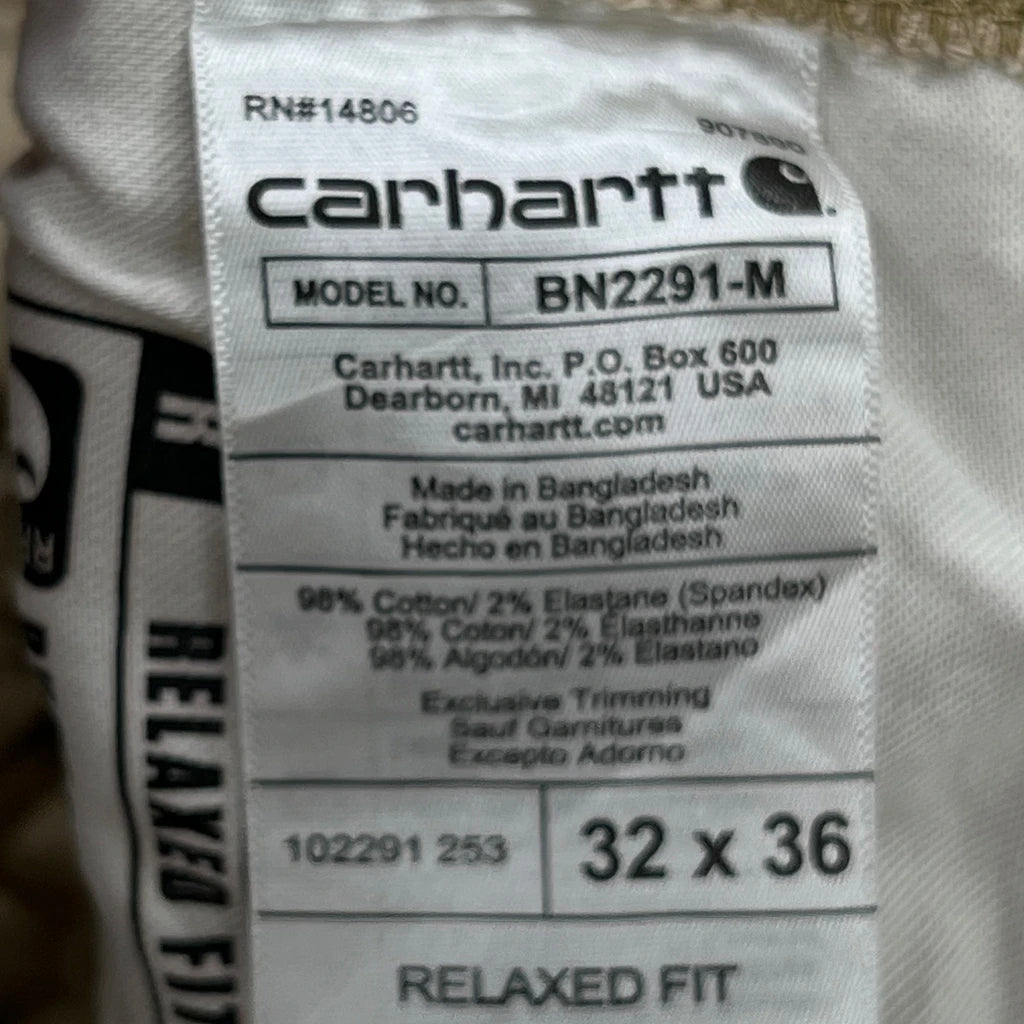 RN#14806
carhartt
MODEL NO. BN2291-M
Carhartt, Inc. P.O. Box 600
Dearborn, MI 48121 USA
carhartt.com
Made in Bangladesh
Fabriqué au Bangladesh
Hecho en Bangladesh
98% Cotton/ 2% Elastane (Spandex)
98% Coton/ 2% Élasthanne
98% Algodón/ 2% Elastano
Exclusive Trimming
Sauf Garnitures
Excepto Adorno
102291 253 32 x 36
RELAXED FIT
RELAXED FIT